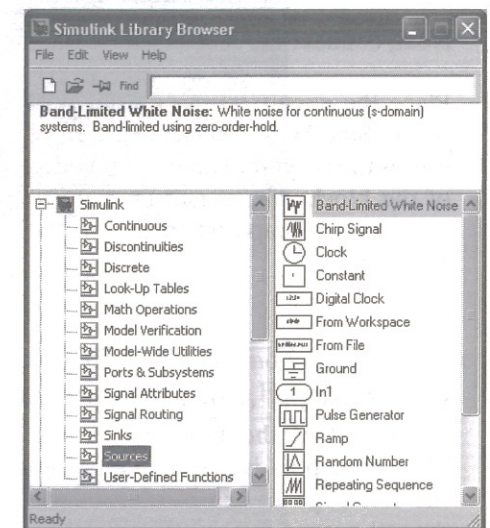 Simulink Library Browser
File Edit View Help
Find
Band-Limited White Noise: White noise for continuous (s-domain)
systems. Band-limited using zero-order-hold.
Simulink
Continuous
Discontinuities
Discrete
Look-Up Tables
Math Operations
Model Verification
Model-Wide Utilities
Ports & Subsystems
Signal Attributes
Signal Routing
Sinks
Sources
User-Defined Functions
Band-Limited White Noise
Chirp Signal
Clock
1
Constant
Digital Clock
From Workspace
From File
Ground
1
In1
Pulse Generator
Ramp
Random Number
Repeating Sequence
Ready